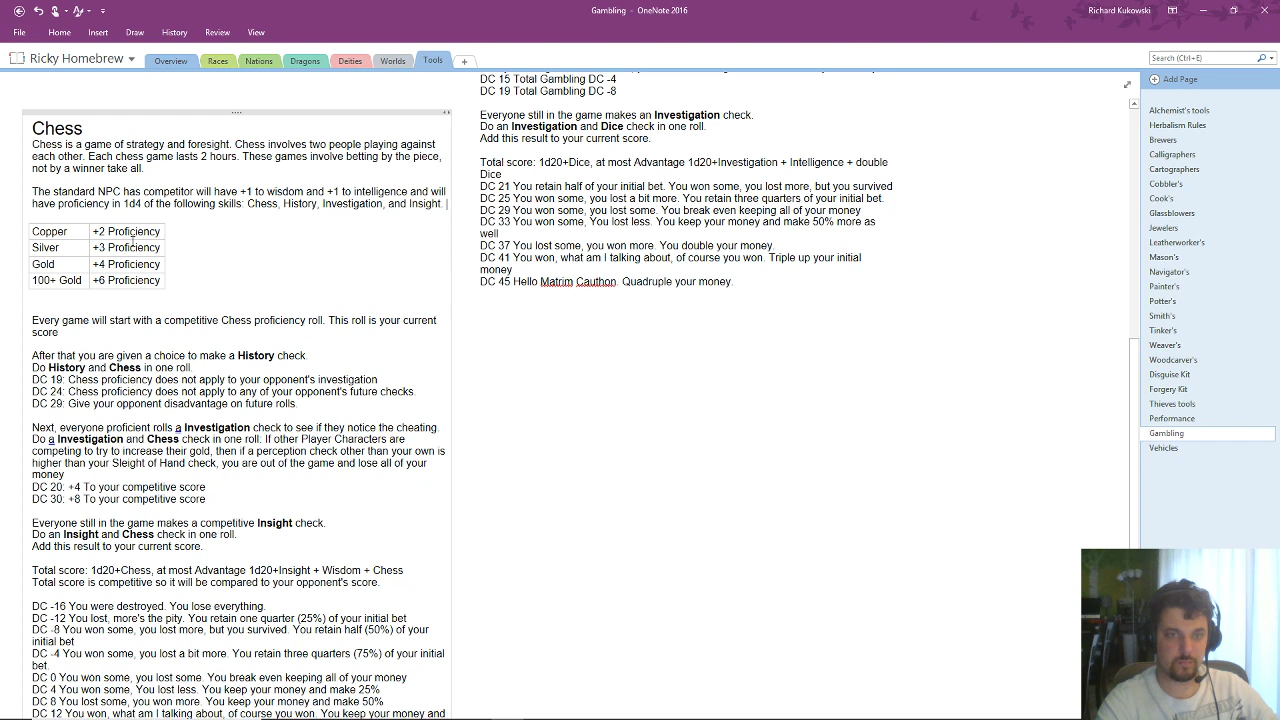 Gambling - OneNote 2016
Richard Kukowski
File Home Insert Draw History Review View
Ricky Homebrew
Overview Races Nations Dragons Deities Worlds Tools
Search (Ctrl+E)
Chess
Chess is a game of strategy and foresight. Chess involves two people playing against
each other. Each chess game lasts 2 hours. These games involve betting by the piece,
not by a winner take all.
The standard NPC has competitor will have +1 to wisdom and +1 to intelligence and will
have proficiency in 1d4 of the following skills: Chess, History, Investigation, and Insight.
Copper +2 Proficiency
Silver +3 Proficiency
Gold +4 Proficiency
100+ Gold +6 Proficiency
Every game will start with a competitive Chess proficiency roll. This roll is your current
score
After that you are given a choice to make a History check.
Do History and Chess in one roll.
DC 19: Chess proficiency does not apply to your opponent's investigation
DC 24: Chess proficiency does not apply to any of your opponent's future checks.
DC 29: Give your opponent disadvantage on future rolls.
Next, everyone proficient rolls a Investigation check to see if they notice the cheating.
Do a Investigation and Chess check in one roll. If other Player Characters are
competing to try to increase their gold, then if a perception check other than your own is
higher than your Sleight of Hand check, you are out of the game and lose all of your
money
DC 20: +4 To your competitive score
DC 30: +8 To your competitive score
Everyone still in the game makes a competitive Insight check.
Do an Insight and Chess check in one roll.
Add this result to your current score.
Total score: 1d20+Chess, at most Advantage 1d20+Insight + Wisdom + Chess
Total score is competitive so it will be compared to your opponent's score.
DC -16 You were destroyed. You lose everything.
DC -12 You lost, more's the pity. You retain one quarter (25%) of your initial bet
DC -8 You won some, you lost more, but you survived. You retain half (50%) of your
initial bet
DC -4 You won some, you lost a bit more. You retain three quarters (75%) of your initial
bet.
DC 0 You won some, you lost some. You break even keeping all of your money
DC 4 You won some, You lost less. You keep your money and make 25%
DC 8 You lost some, you won more. You keep your money and make 50%
DC 12 You won, what am I talking about, of course you won. You keep your money and
DC 15 Total Gambling DC -4
DC 19 Total Gambling DC -8
Everyone still in the game makes an Investigation check.
Do an Investigation and Dice check in one roll.
Add this result to your current score.
Total score: 1d20+Dice, at most Advantage 1d20+Investigation + Intelligence + double
Dice
DC 21 You retain half of your initial bet. You won some, you lost more, but you survived
DC 25 You won some, you lost a bit more. You retain three quarters of your initial bet.
DC 29 You won some, you lost some. You break even keeping all of your money
DC 33 You won some, You lost less. You keep your money and make 50% more as
well
DC 37 You lost some, you won more. You double your money.
DC 41 You won, what am I talking about, of course you won. Triple up your initial
money
DC 45 Hello Matrim Cauthon. Quadruple your money.
Add Page
Alchemist's tools
Herbalism Rules
Brewers
Calligraphers
Cobbler's
Cook's
Glassblowers
Jewelers
Leatherworker's
Mason's
Navigator's
Painter's
Potter's
Smith's
Tinker's
Weaver's
Woodcarver's
Disguise Kit
Forgery Kit
Thieves tools
Performance
Gambling
Vehicles